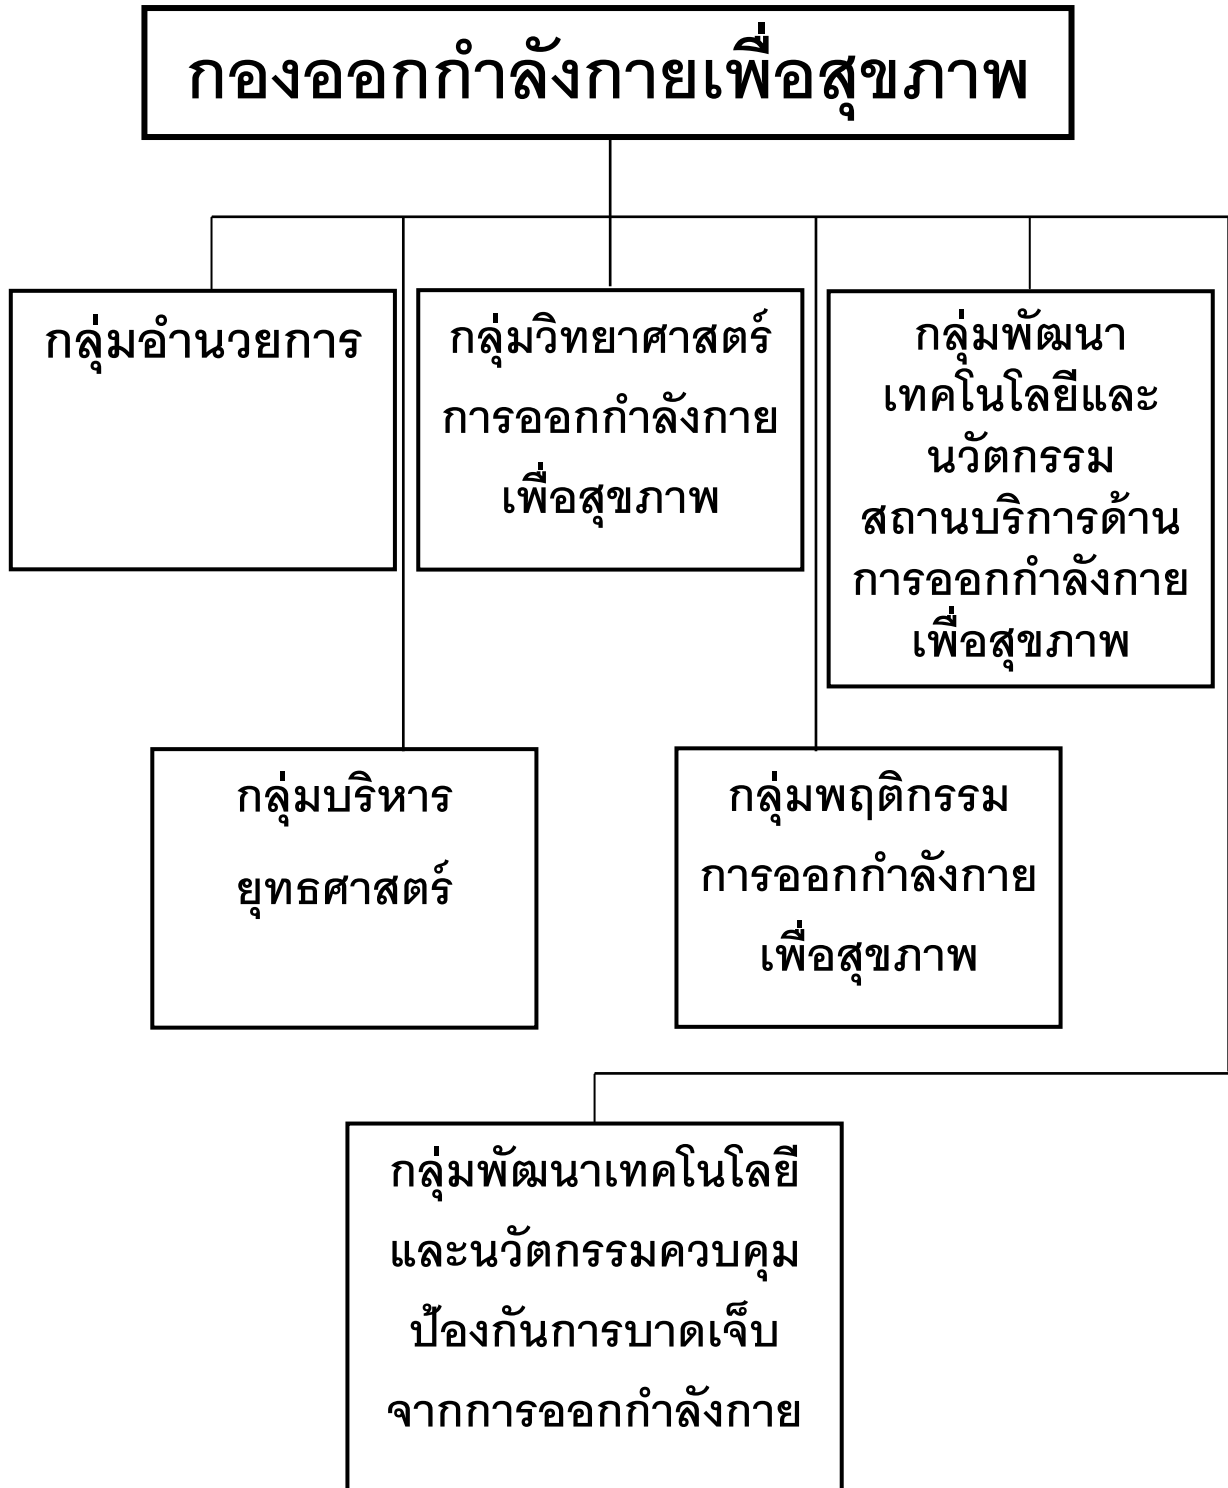 กองออกกำลังกายเพื่อสุขภาพ
กลุ่มอำนวยการ
กลุ่มวิทยาศาสตร์
การออกกำลังกาย
เพื่อสุขภาพ
กลุ่มพัฒนา
เทคโนโลยีและ
นวัตกรรม
สถานบริการด้าน
การออกกำลังกาย
เพื่อสุขภาพ
กลุ่มบริหาร
ยุทธศาสตร์
กลุ่มพฤติกรรม
การออกกำลังกาย
เพื่อสุขภาพ
กลุ่มพัฒนาเทคโนโลยี
และนวัตกรรมควบคุม
ป้องกันการบาดเจ็บ
จากการออกกำลังกาย